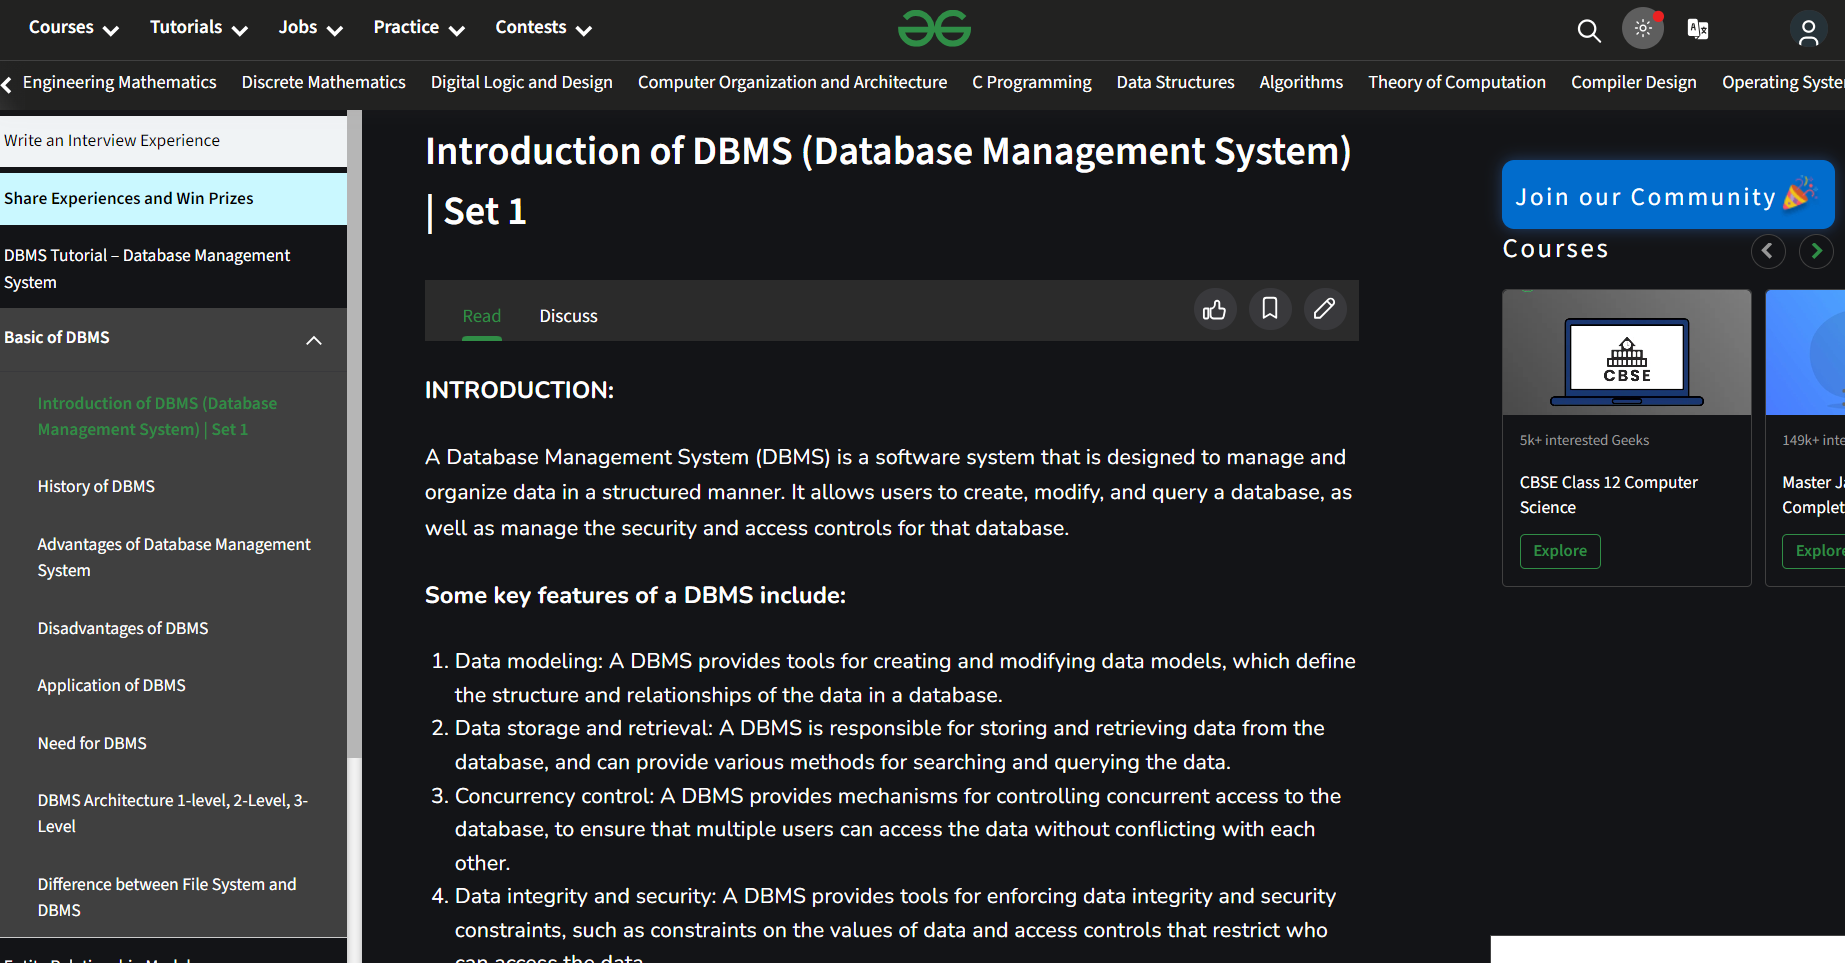 Courses
Tutorials
Jobs
Practice
Contests
Engineering Mathematics
Discrete Mathematics
Digital Logic and Design
Computer Organization and Architecture
C Programming
Data Structures
Algorithms
Theory of Computation
Compiler Design
Operating Syste
Write an Interview Experience
Share Experiences and Win Prizes
DBMS Tutorial – Database Management
System
Basic of DBMS
Introduction of DBMS (Database
Management System) | Set 1
History of DBMS
Advantages of Database Management
System
Disadvantages of DBMS
Application of DBMS
Need for DBMS
DBMS Architecture 1-level, 2-Level, 3-
Level
Difference between File System and
DBMS
Introduction of DBMS (Database Management System)
| Set 1
Read
Discuss
INTRODUCTION:
A Database Management System (DBMS) is a software system that is designed to manage and
organize data in a structured manner. It allows users to create, modify, and query a database, as
well as manage the security and access controls for that database.
Some key features of a DBMS include:
1. Data modeling: A DBMS provides tools for creating and modifying data models, which define
the structure and relationships of the data in a database.
2. Data storage and retrieval: A DBMS is responsible for storing and retrieving data from the
database, and can provide various methods for searching and querying the data.
3. Concurrency control: A DBMS provides mechanisms for controlling concurrent access to the
database, to ensure that multiple users can access the data without conflicting with each
other.
4. Data integrity and security: A DBMS provides tools for enforcing data integrity and security
constraints, such as constraints on the values of data and access controls that restrict who
can access the data.
Join our Community 🎉
Courses
CBSE
5k+ interested Geeks
CBSE Class 12 Computer
Science
Explore
149k+ inte
Master Ja
Complet
Explore